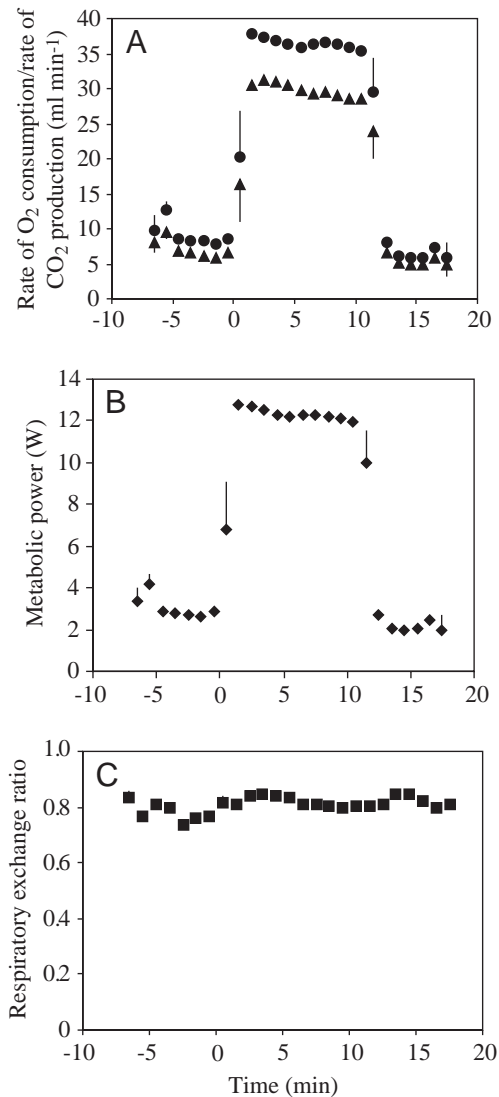 A
Rate of O2 consumption/rate of
CO2 production (ml min-1)
40
35
30
25
20
15
10
5
0
-10 -5 0 5 10 15 20
B
Metabolic power (W)
14
12
10
8
6
4
2
0
-10 -5 0 5 10 15 20
C
Respiratory exchange ratio
1.0
0.8
0.6
0.4
0.2
0
-10 -5 0 5 10 15 20
Time (min)